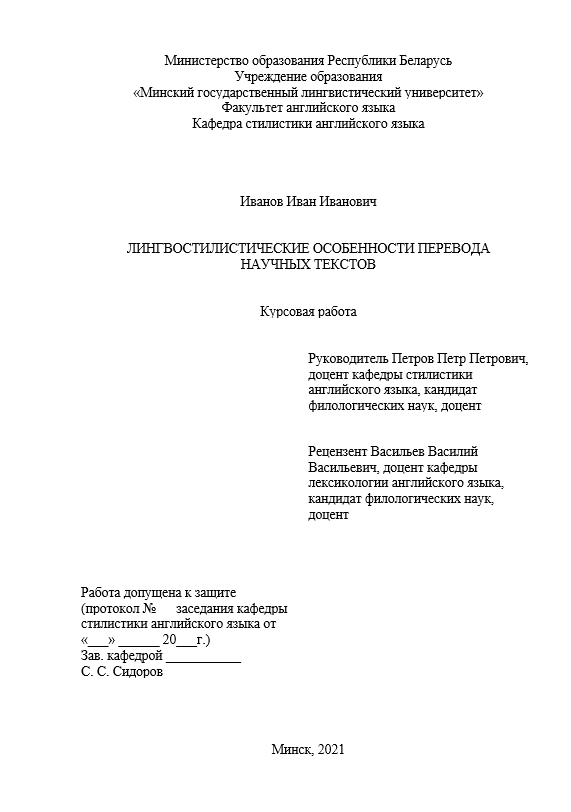 Министерство образования Республики Беларусь
Учреждение образования
«Минский государственный лингвистический университет»
Факультет английского языка
Кафедра стилистики английского языка
Иванов Иван Иванович
ЛИНГВОСТИЛИСТИЧЕСКИЕ ОСОБЕННОСТИ ПЕРЕВОДА
НАУЧНЫХ ТЕКСТОВ
Курсовая работа
Руководитель Петров Петр Петрович,
доцент кафедры стилистики
английского языка, кандидат
филологических наук, доцент
Рецензент Васильев Василий
Васильевич, доцент кафедры
лексикологии английского языка,
кандидат филологических наук,
доцент
Работа допущена к защите
(протокол № заседания кафедры
стилистики английского языка от
«___» ______ 20___г.)
Зав. кафедрой ___________
С. С. Сидоров
Минск, 2021